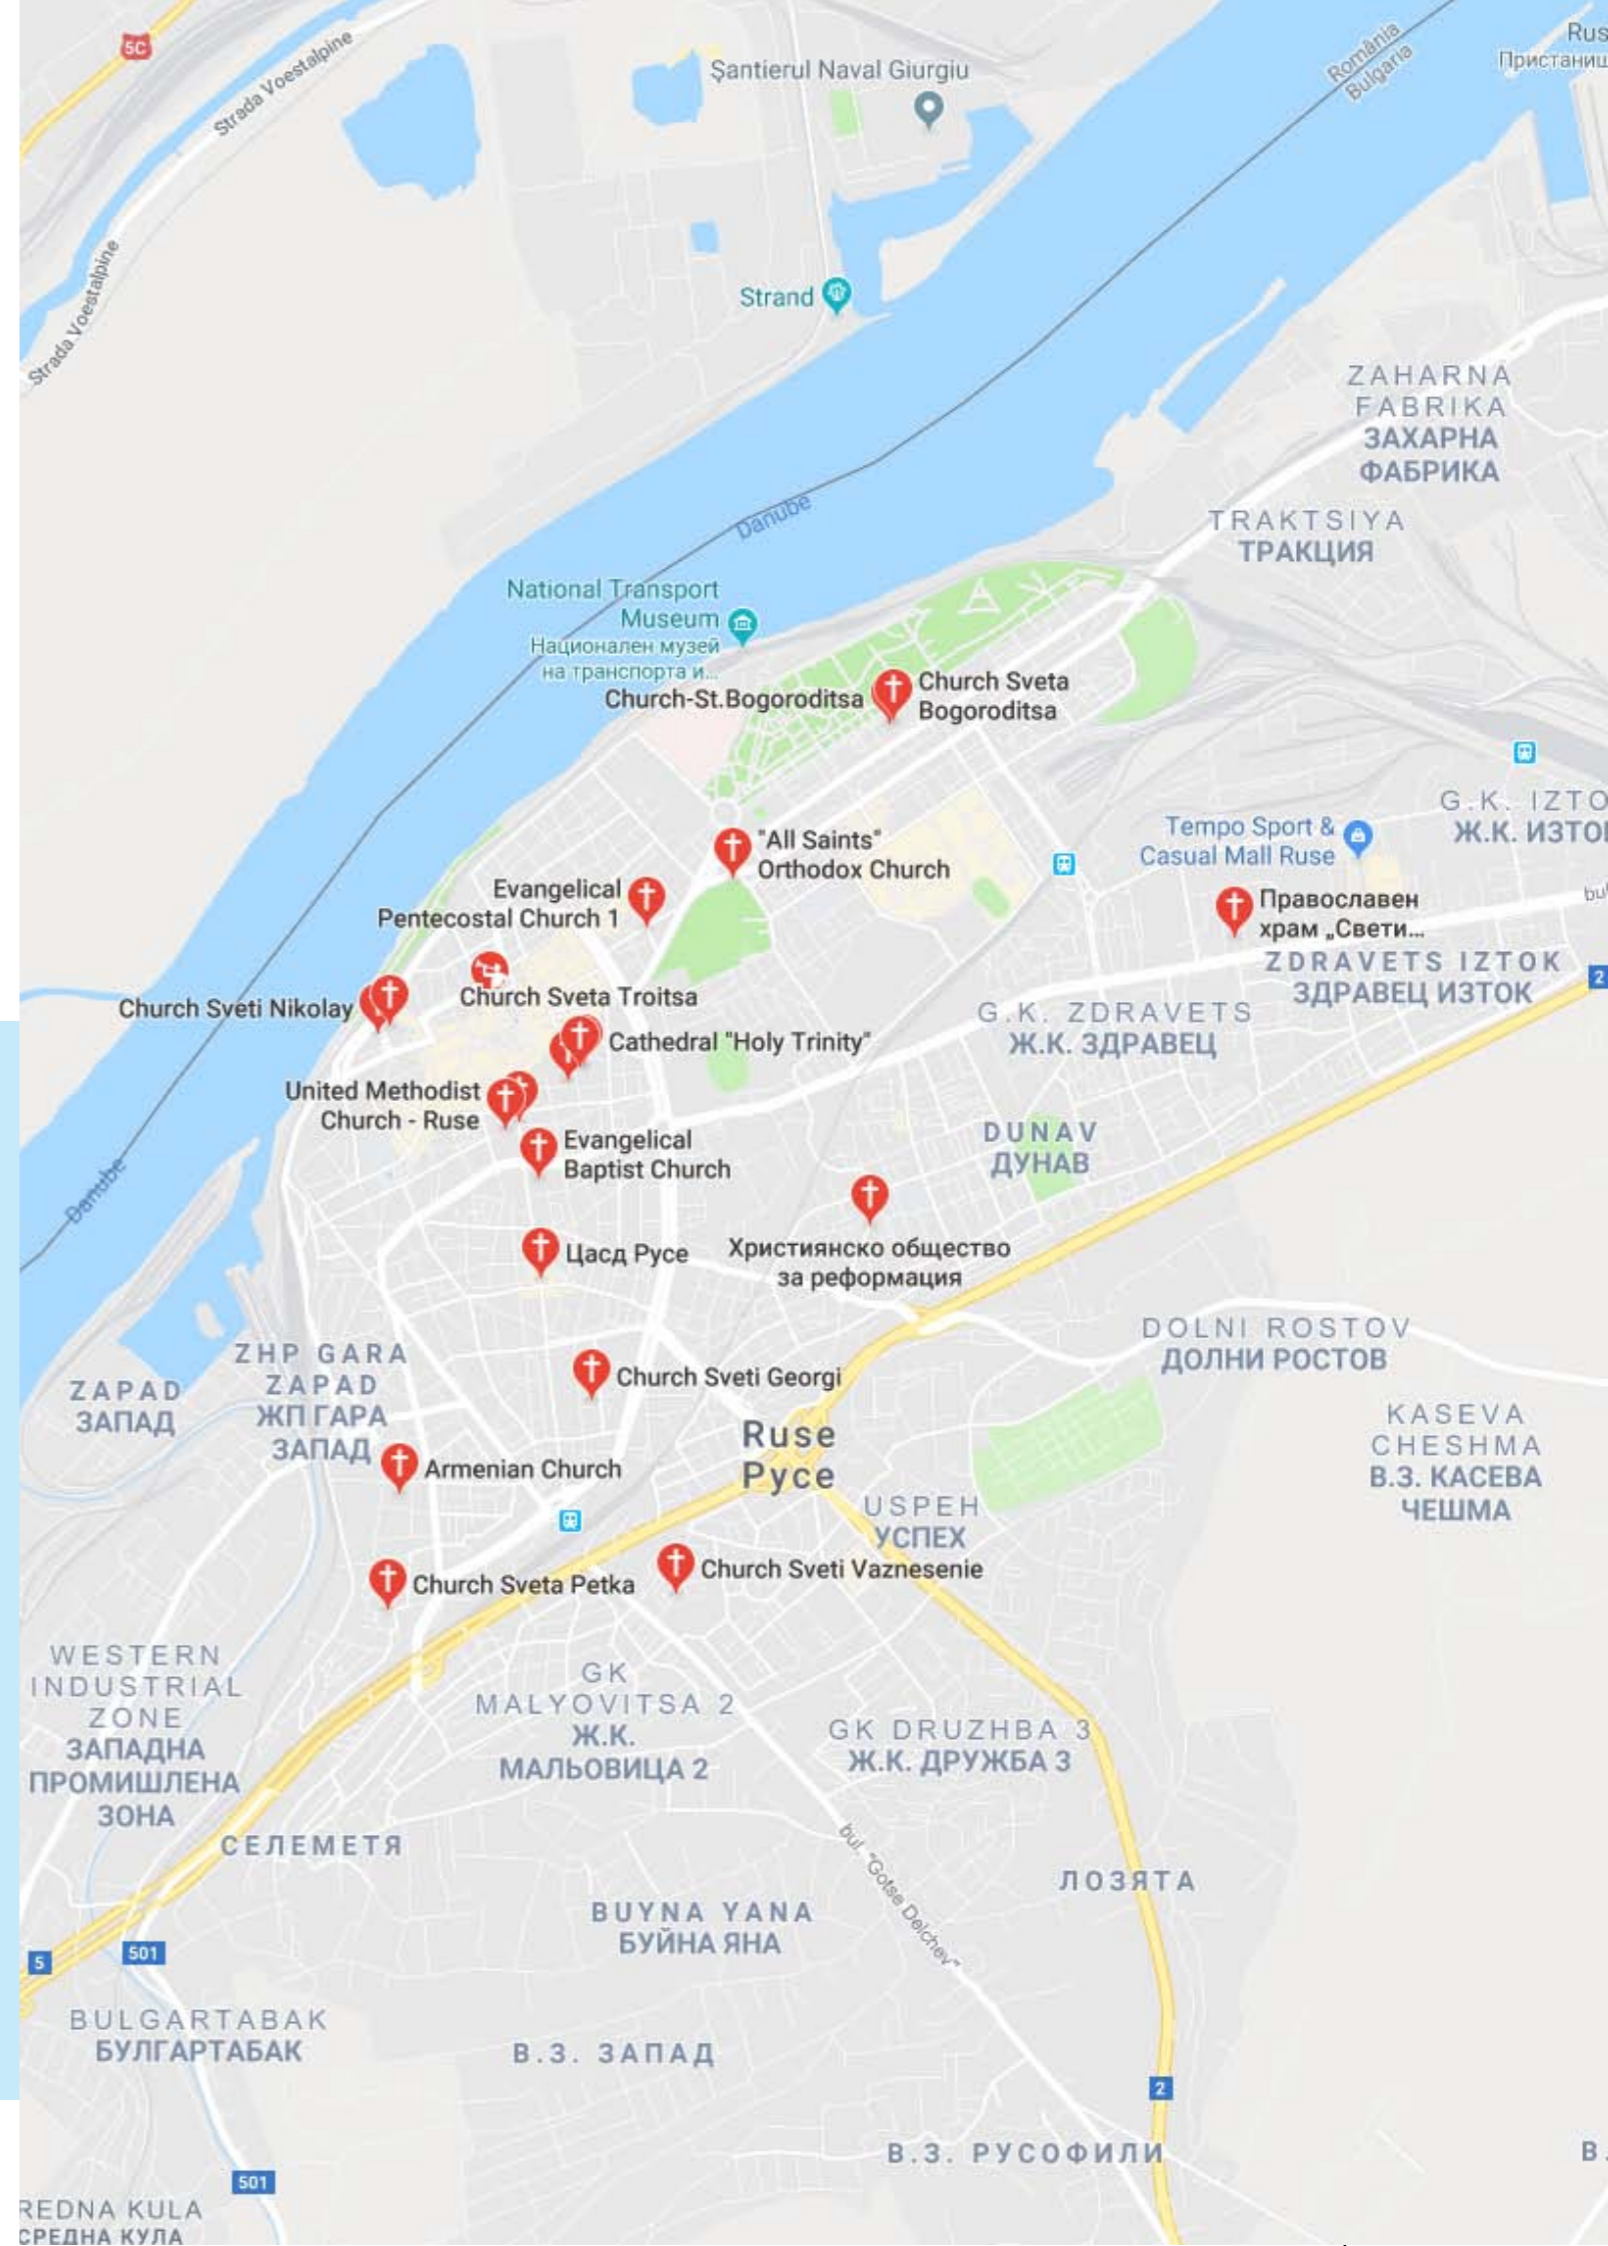 5C
Strada Voestalpine
Șantierul Naval Giurgiu
România
Bulgaria
Rus
Пристанищ
Strada Voestalpine
Strand
ZAHARNA
FABRIKA
ЗАХАРНА
ФАБРИКА
Danube
TRAKTSIYA
ТРАКЦИЯ
National Transport
Museum
Национален музей
на транспорта и...
Church-St.Bogoroditsa
Church Sveta
Bogoroditsa
G.K. IZTO
Ж.К. ИЗТО
Tempo Sport &
Casual Mall Ruse
"All Saints"
Orthodox Church
Evangelical
Pentecostal Church 1
Православен
храм „Свети...
bul
ZDRAVETS IZTOK
ЗДРАВЕЦ ИЗТОК
2
Church Sveti Nikolay
Church Sveta Troitsa
G.K. ZDRAVETS
Ж.К. ЗДРАВЕЦ
Cathedral "Holy Trinity"
United Methodist
Church - Ruse
Evangelical
Baptist Church
DUNAV
ДУНАВ
Danube
Цасд Русе
Християнско общество
за реформация
ZHP GARA
ZAPAD
ЖП ГАРА
ЗАПАД
ZAPAD
ЗАПАД
DOLNI ROSTOV
ДОЛНИ РОСТОВ
Church Sveti Georgi
KASEVA
CHESHMA
В.З. КАСЕВА
ЧЕШМА
Ruse
Русе
Armenian Church
USPEH
УСПЕХ
Church Sveti Vaznesenie
Church Sveta Petka
WESTERN
INDUSTRIAL
ZONE
ЗАПАДНА
ПРОМИШЛЕНА
ЗОНА
GK
MALYOVITSA 2
Ж.К.
МАЛЬОВИЦА 2
GK DRUZHBA 3
Ж.К. ДРУЖБА 3
СЕЛЕМЕТЯ
bul. "Gotse Delchev"
ЛОЗЯТА
BUYNA YANA
БУЙНА ЯНА
5
501
BULGARTABAK
БУЛГАРТАБАК
В.З. ЗАПАД
2
В.З. РУСОФИЛИ
В.
501
REDNA KULA
СРЕДНА КУЛА